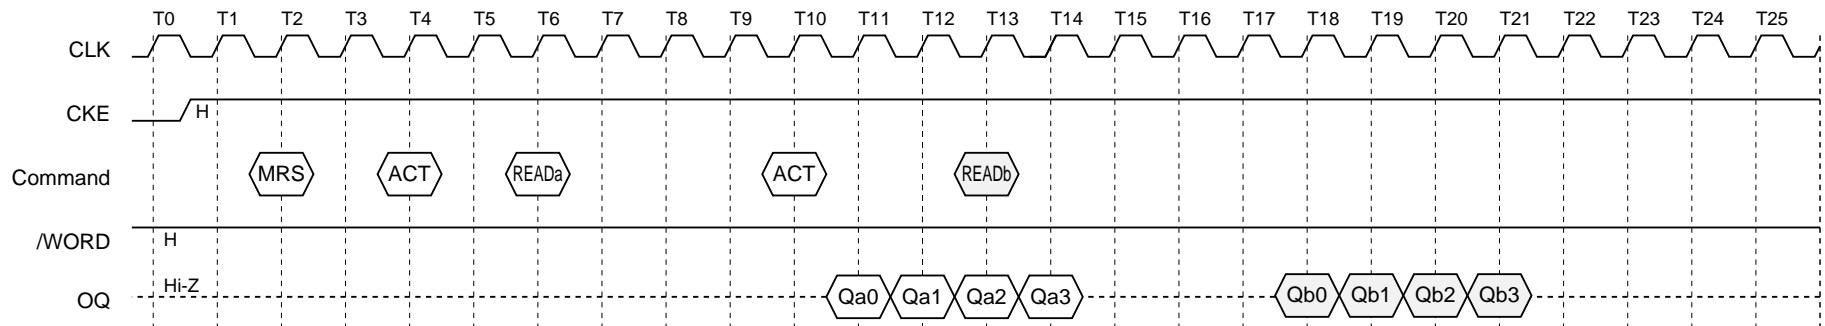 T0 T1 T2 T3 T4 T5 T6 T7 T8 T9 T10 T11 T12 T13 T14 T15 T16 T17 T18 T19 T20 T21 T22 T23 T24 T25
CLK
CKE H
Command MRS ACT READa ACT READb
/WORD H
OQ Hi-Z Qa0 Qa1 Qa2 Qa3 Qb0 Qb1 Qb2 Qb3